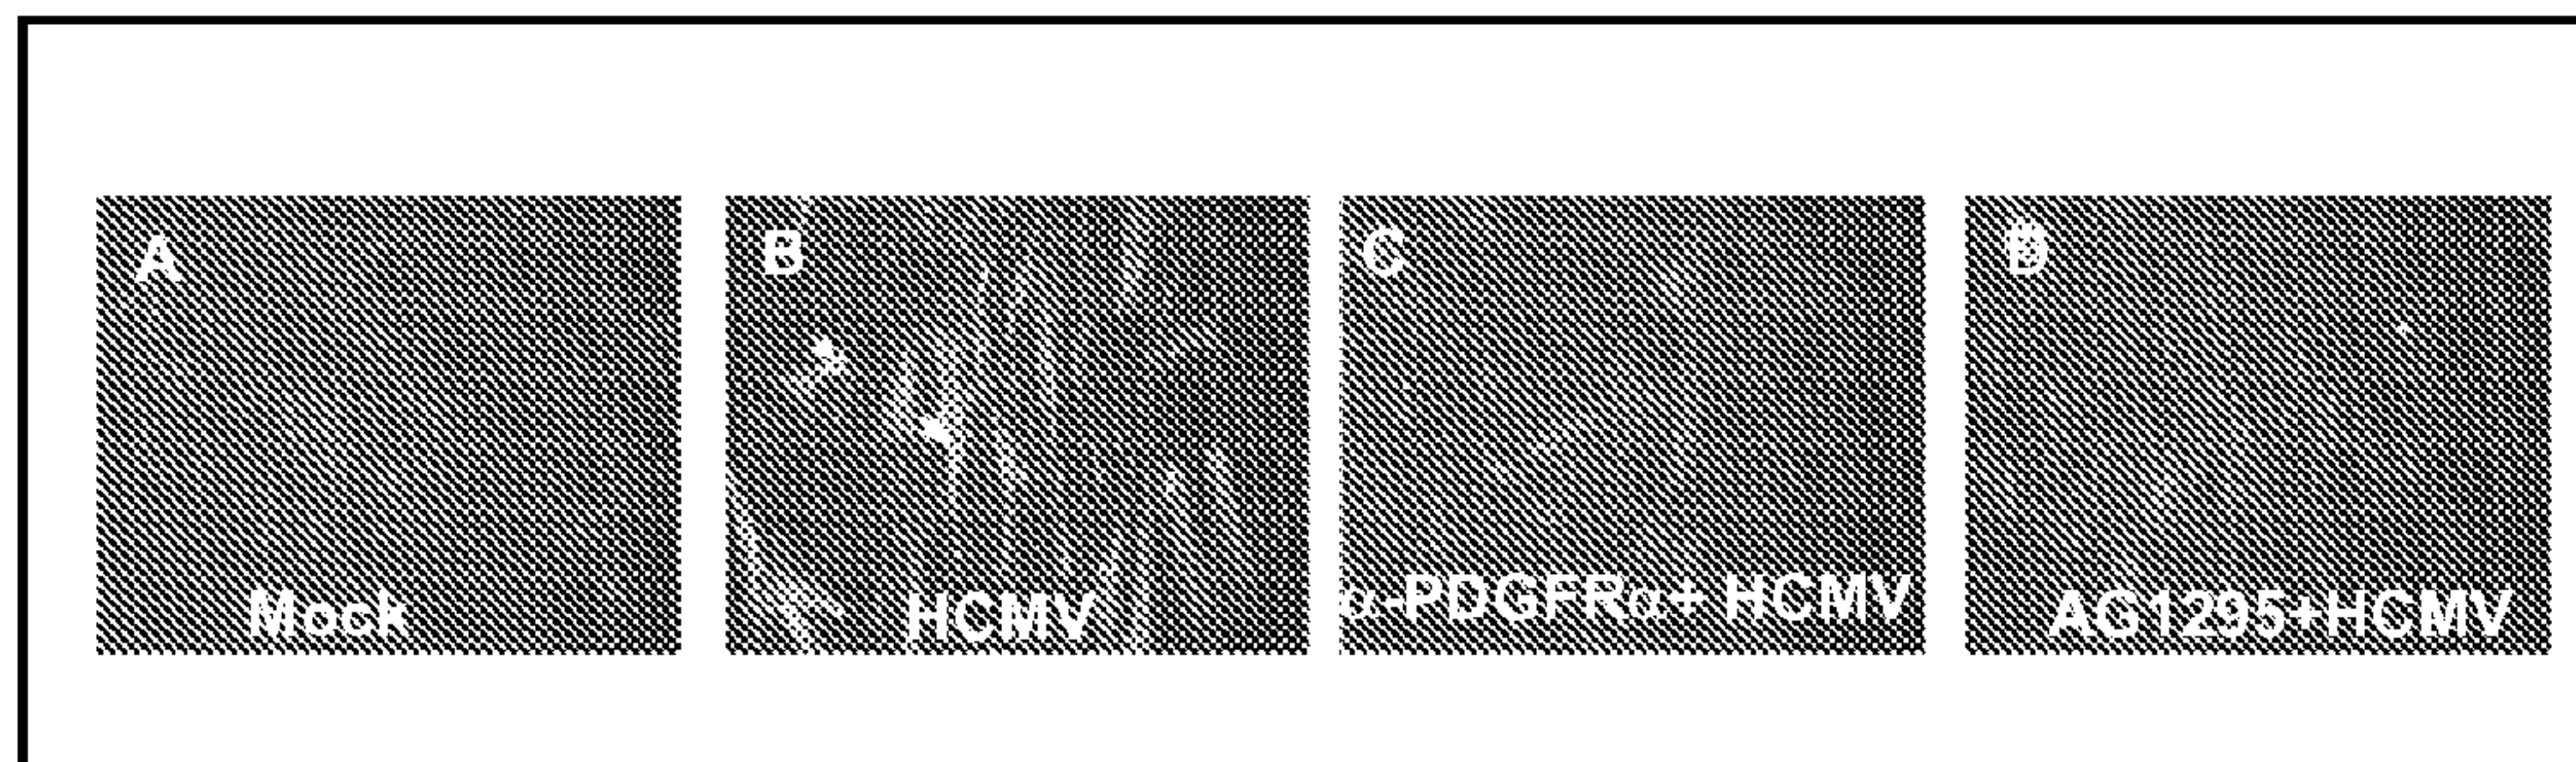 A
B
C
D
Mock
HCMV
α-PDGFRα+ HCMV
AG1295+HCMV